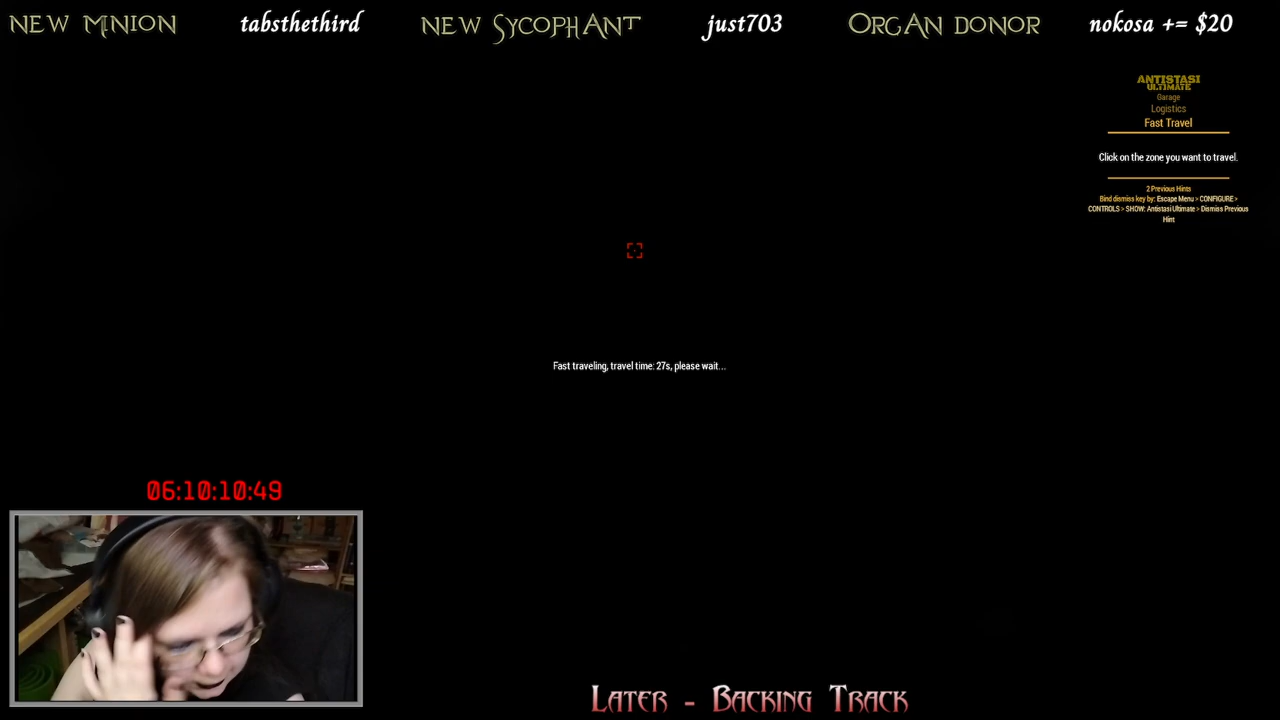 NEW MINION tabsthethird NEW SYCOPHANT just703 ORGAN DONOR nokosa += $20
ANTISTASI
ULTIMATE
Garage
Logistics
Fast Travel
Click on the zone you want to travel.
2 Previous Hints
Bind dismiss key by: Escape Menu > CONFIGURE >
CONTROLS > SHOW: Antistasi Ultimate > Dismiss Previous
Hint
Fast traveling, travel time: 27s, please wait...
06:10:10:49
LATER - BACKING TRACK